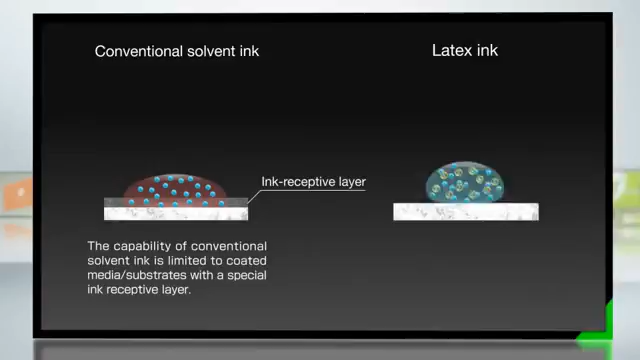 Conventional solvent ink
Latex ink
Ink-receptive layer
The capability of conventional
solvent ink is limited to coated
media/substrates with a special
ink receptive layer.